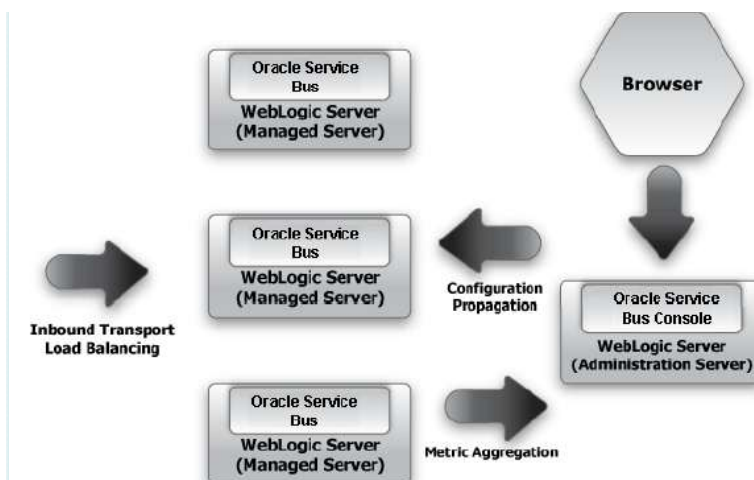 Oracle Service
Bus
WebLogic Server
(Managed Server)
Browser
Oracle Service
Bus
WebLogic Server
(Managed Server)
Inbound Transport
Load Balancing
Configuration
Propagation
Oracle Service
Bus Console
WebLogic Server
(Administration Server)
Oracle Service
Bus
WebLogic Server
(Managed Server)
Metric Aggregation